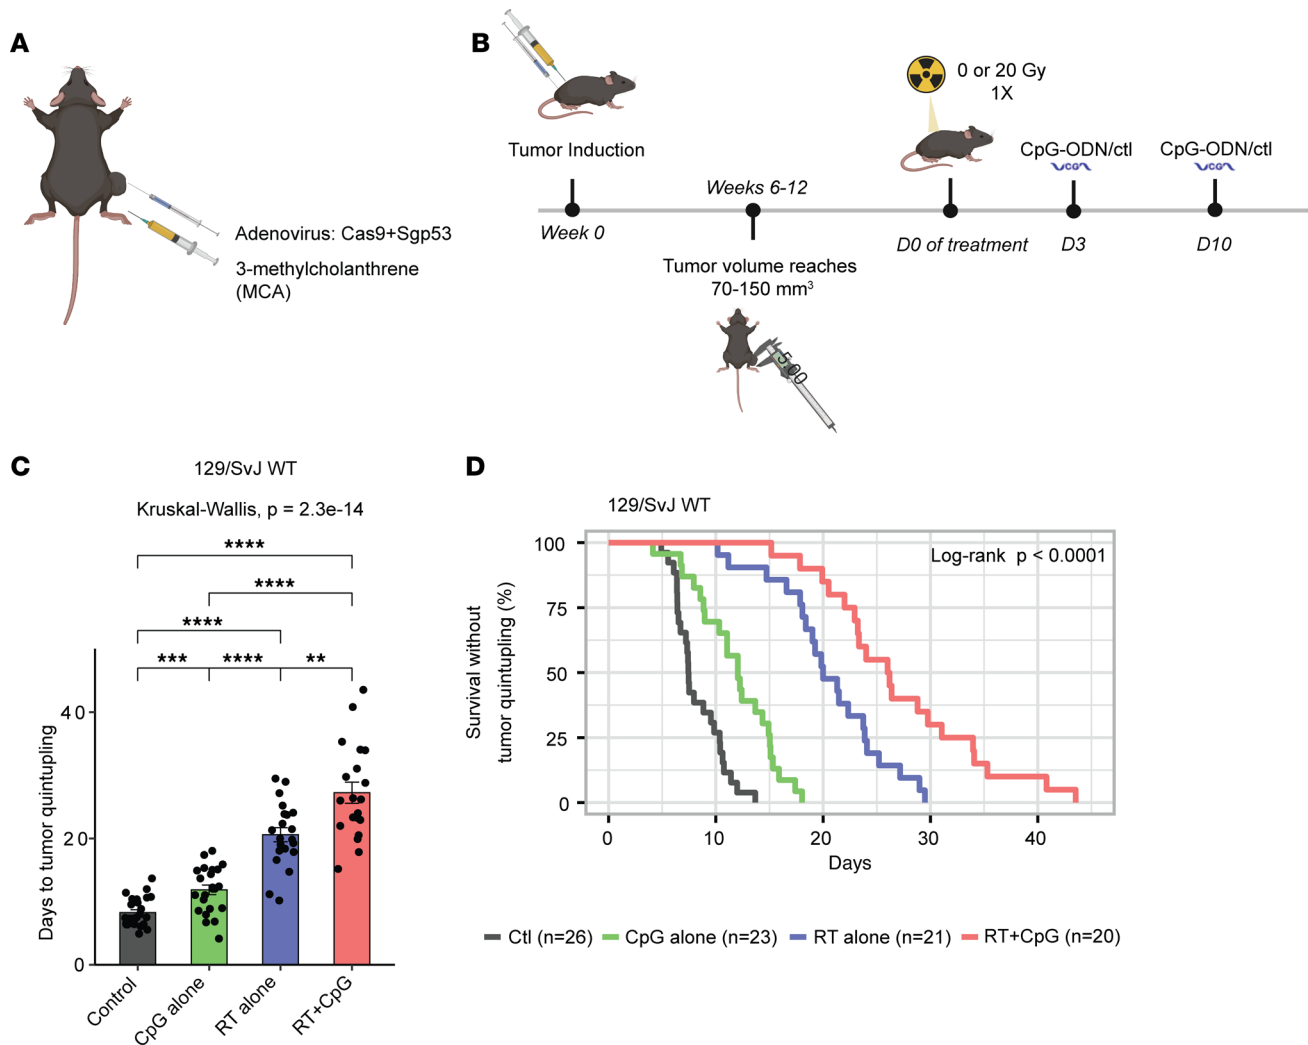 A
Adenovirus: Cas9+Sgp53
3-methylcholanthrene
(MCA)
B
Tumor Induction
Week 0
Weeks 6-12
Tumor volume reaches
70-150 mm³
5.00
0 or 20 Gy
1X
D0 of treatment
CpG-ODN/ctl
CG
D3
CpG-ODN/ctl
CG
D10
C
129/SvJ WT
Kruskal-Wallis, p = 2.3e-14
****
****
****
*** **** **
Days to tumor quintupling
40
20
0
Control
CpG alone
RT alone
RT+CpG
D
129/SvJ WT
Log-rank p < 0.0001
Survival without
tumor quintupling (%)
100
75
50
25
0
0 10 20 30 40
Days
Ctl (n=26) CpG alone (n=23) RT alone (n=21) RT+CpG (n=20)